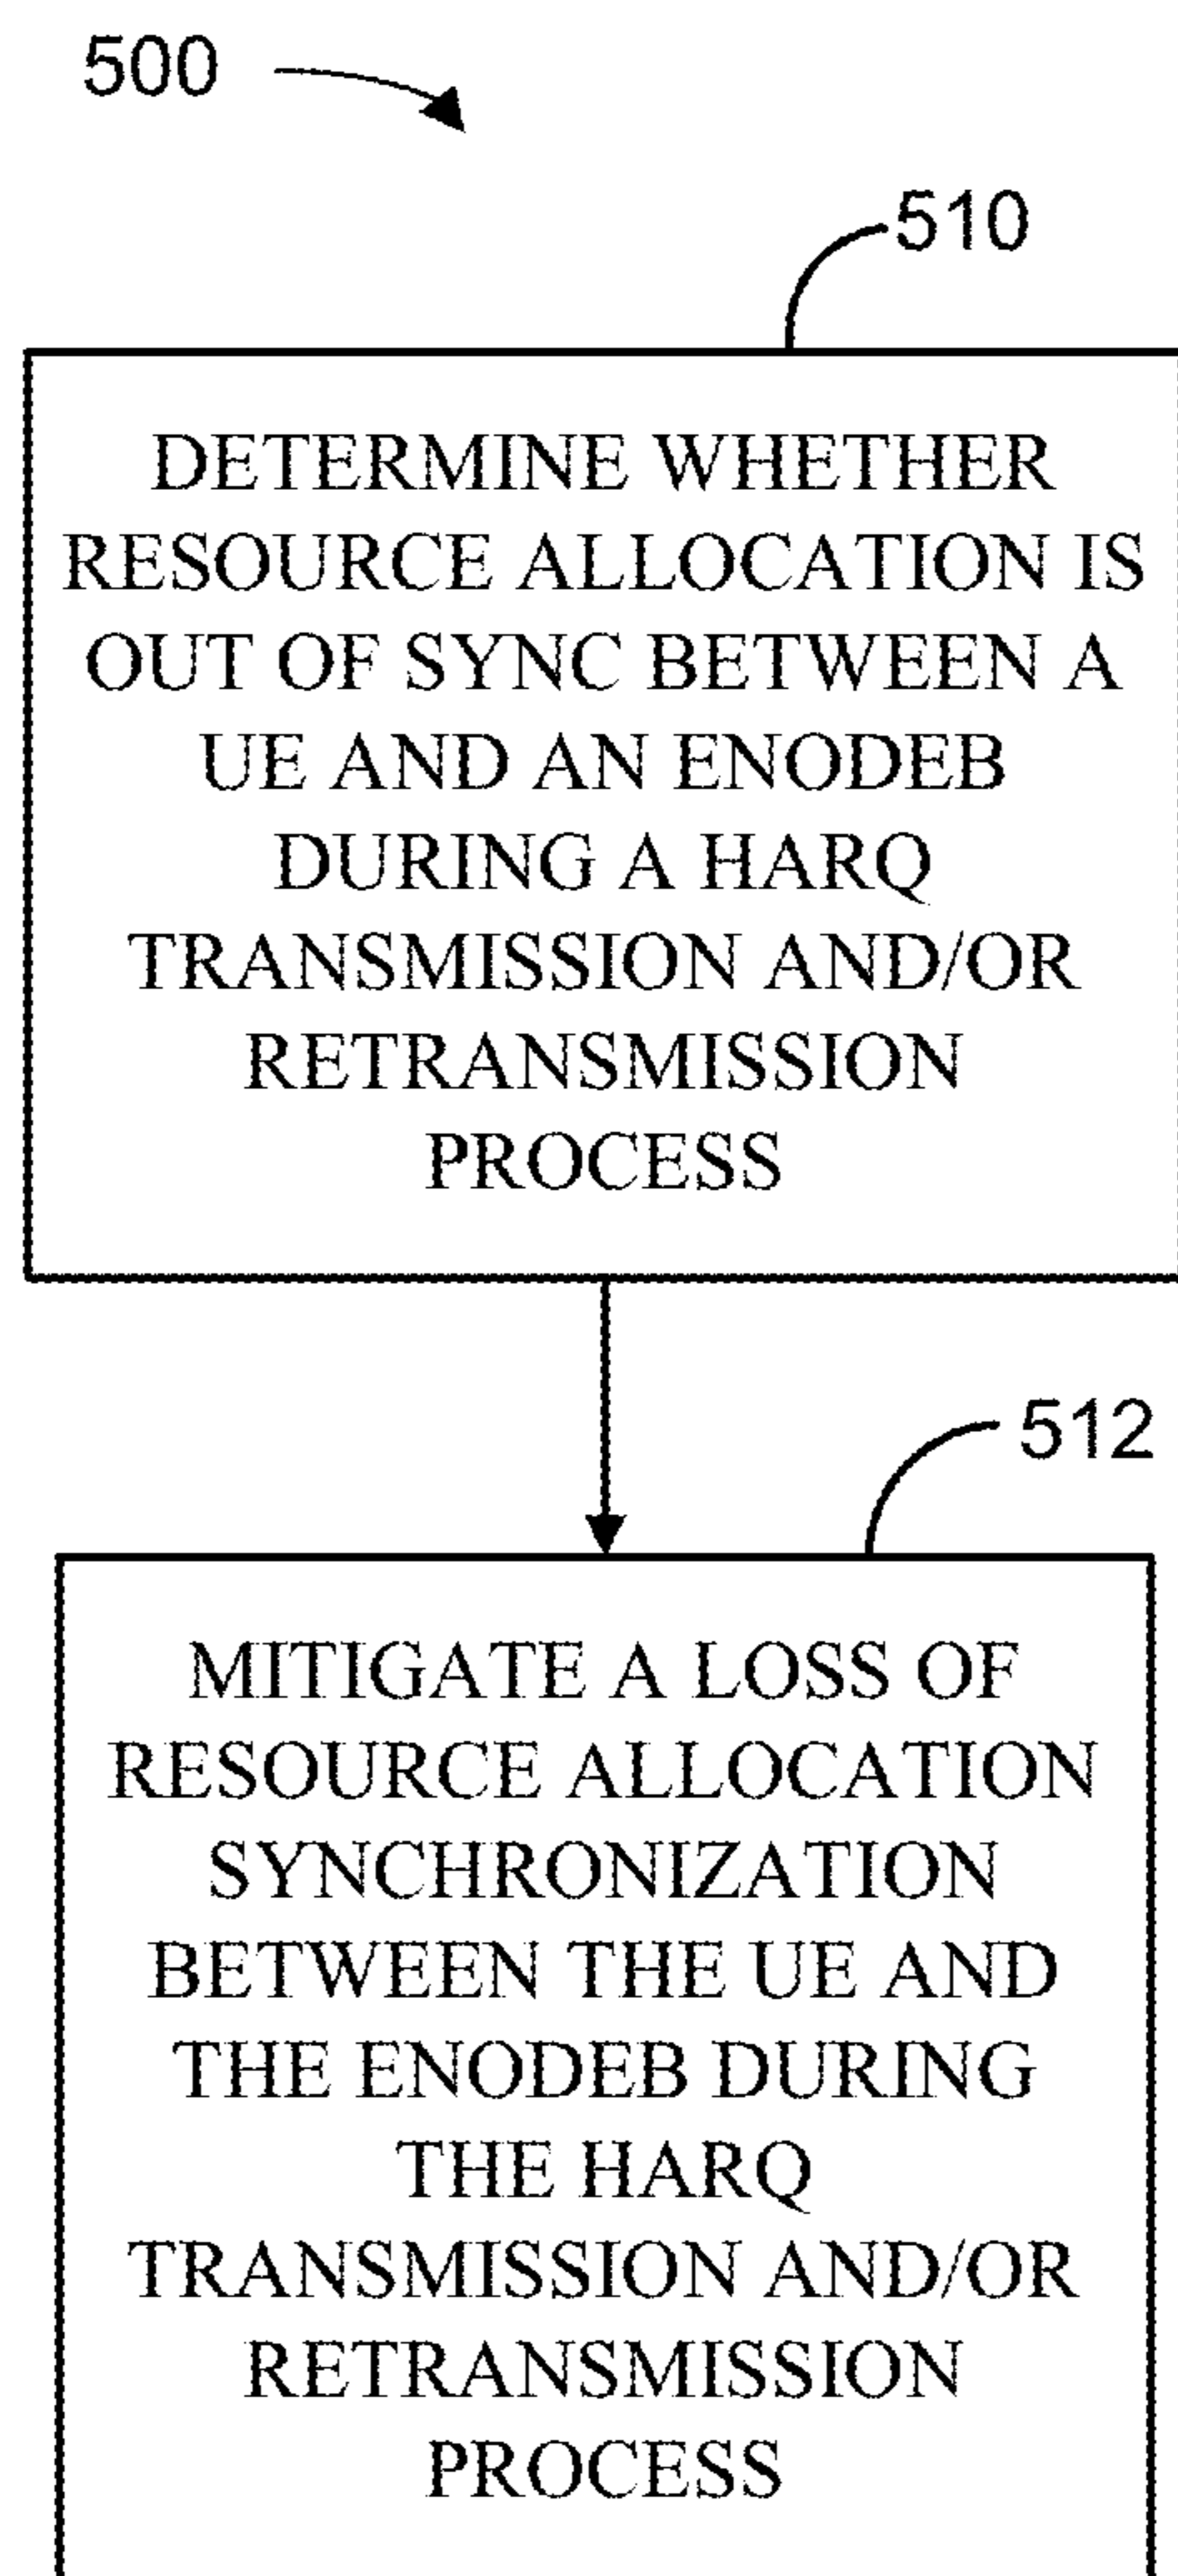 500
510
DETERMINE WHETHER
RESOURCE ALLOCATION IS
OUT OF SYNC BETWEEN A
UE AND AN ENODEB
DURING A HARQ
TRANSMISSION AND/OR
RETRANSMISSION
PROCESS
512
MITIGATE A LOSS OF
RESOURCE ALLOCATION
SYNCHRONIZATION
BETWEEN THE UE AND
THE ENODEB DURING
THE HARQ
TRANSMISSION AND/OR
RETRANSMISSION
PROCESS